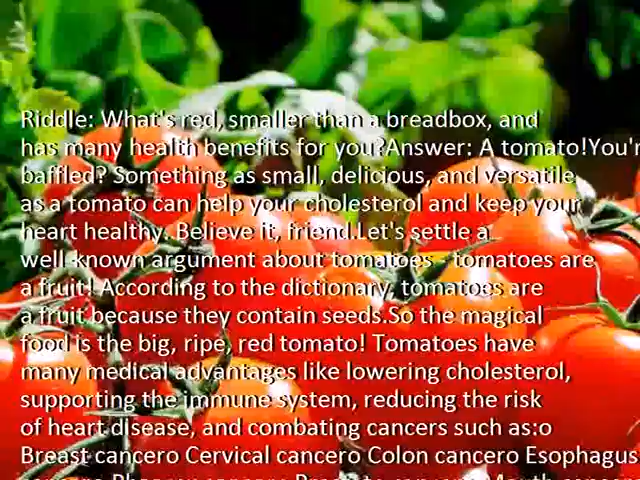 Riddle: What's red, smaller than a breadbox, and
has many health benefits for you?Answer: A tomato!You'r
baffled? Something as small, delicious, and versatile
as a tomato can help your cholesterol and keep your
heart healthy. Believe it, friend.Let's settle a
well-known argument about tomatoes - tomatoes are
a fruit! According to the dictionary, tomatoes are
a fruit because they contain seeds.So the magical
food is the big, ripe, red tomato! Tomatoes have
many medical advantages like lowering cholesterol,
supporting the immune system, reducing the risk
of heart disease, and combating cancers such as:o
Breast cancero Cervical cancero Colon cancero Esophagus